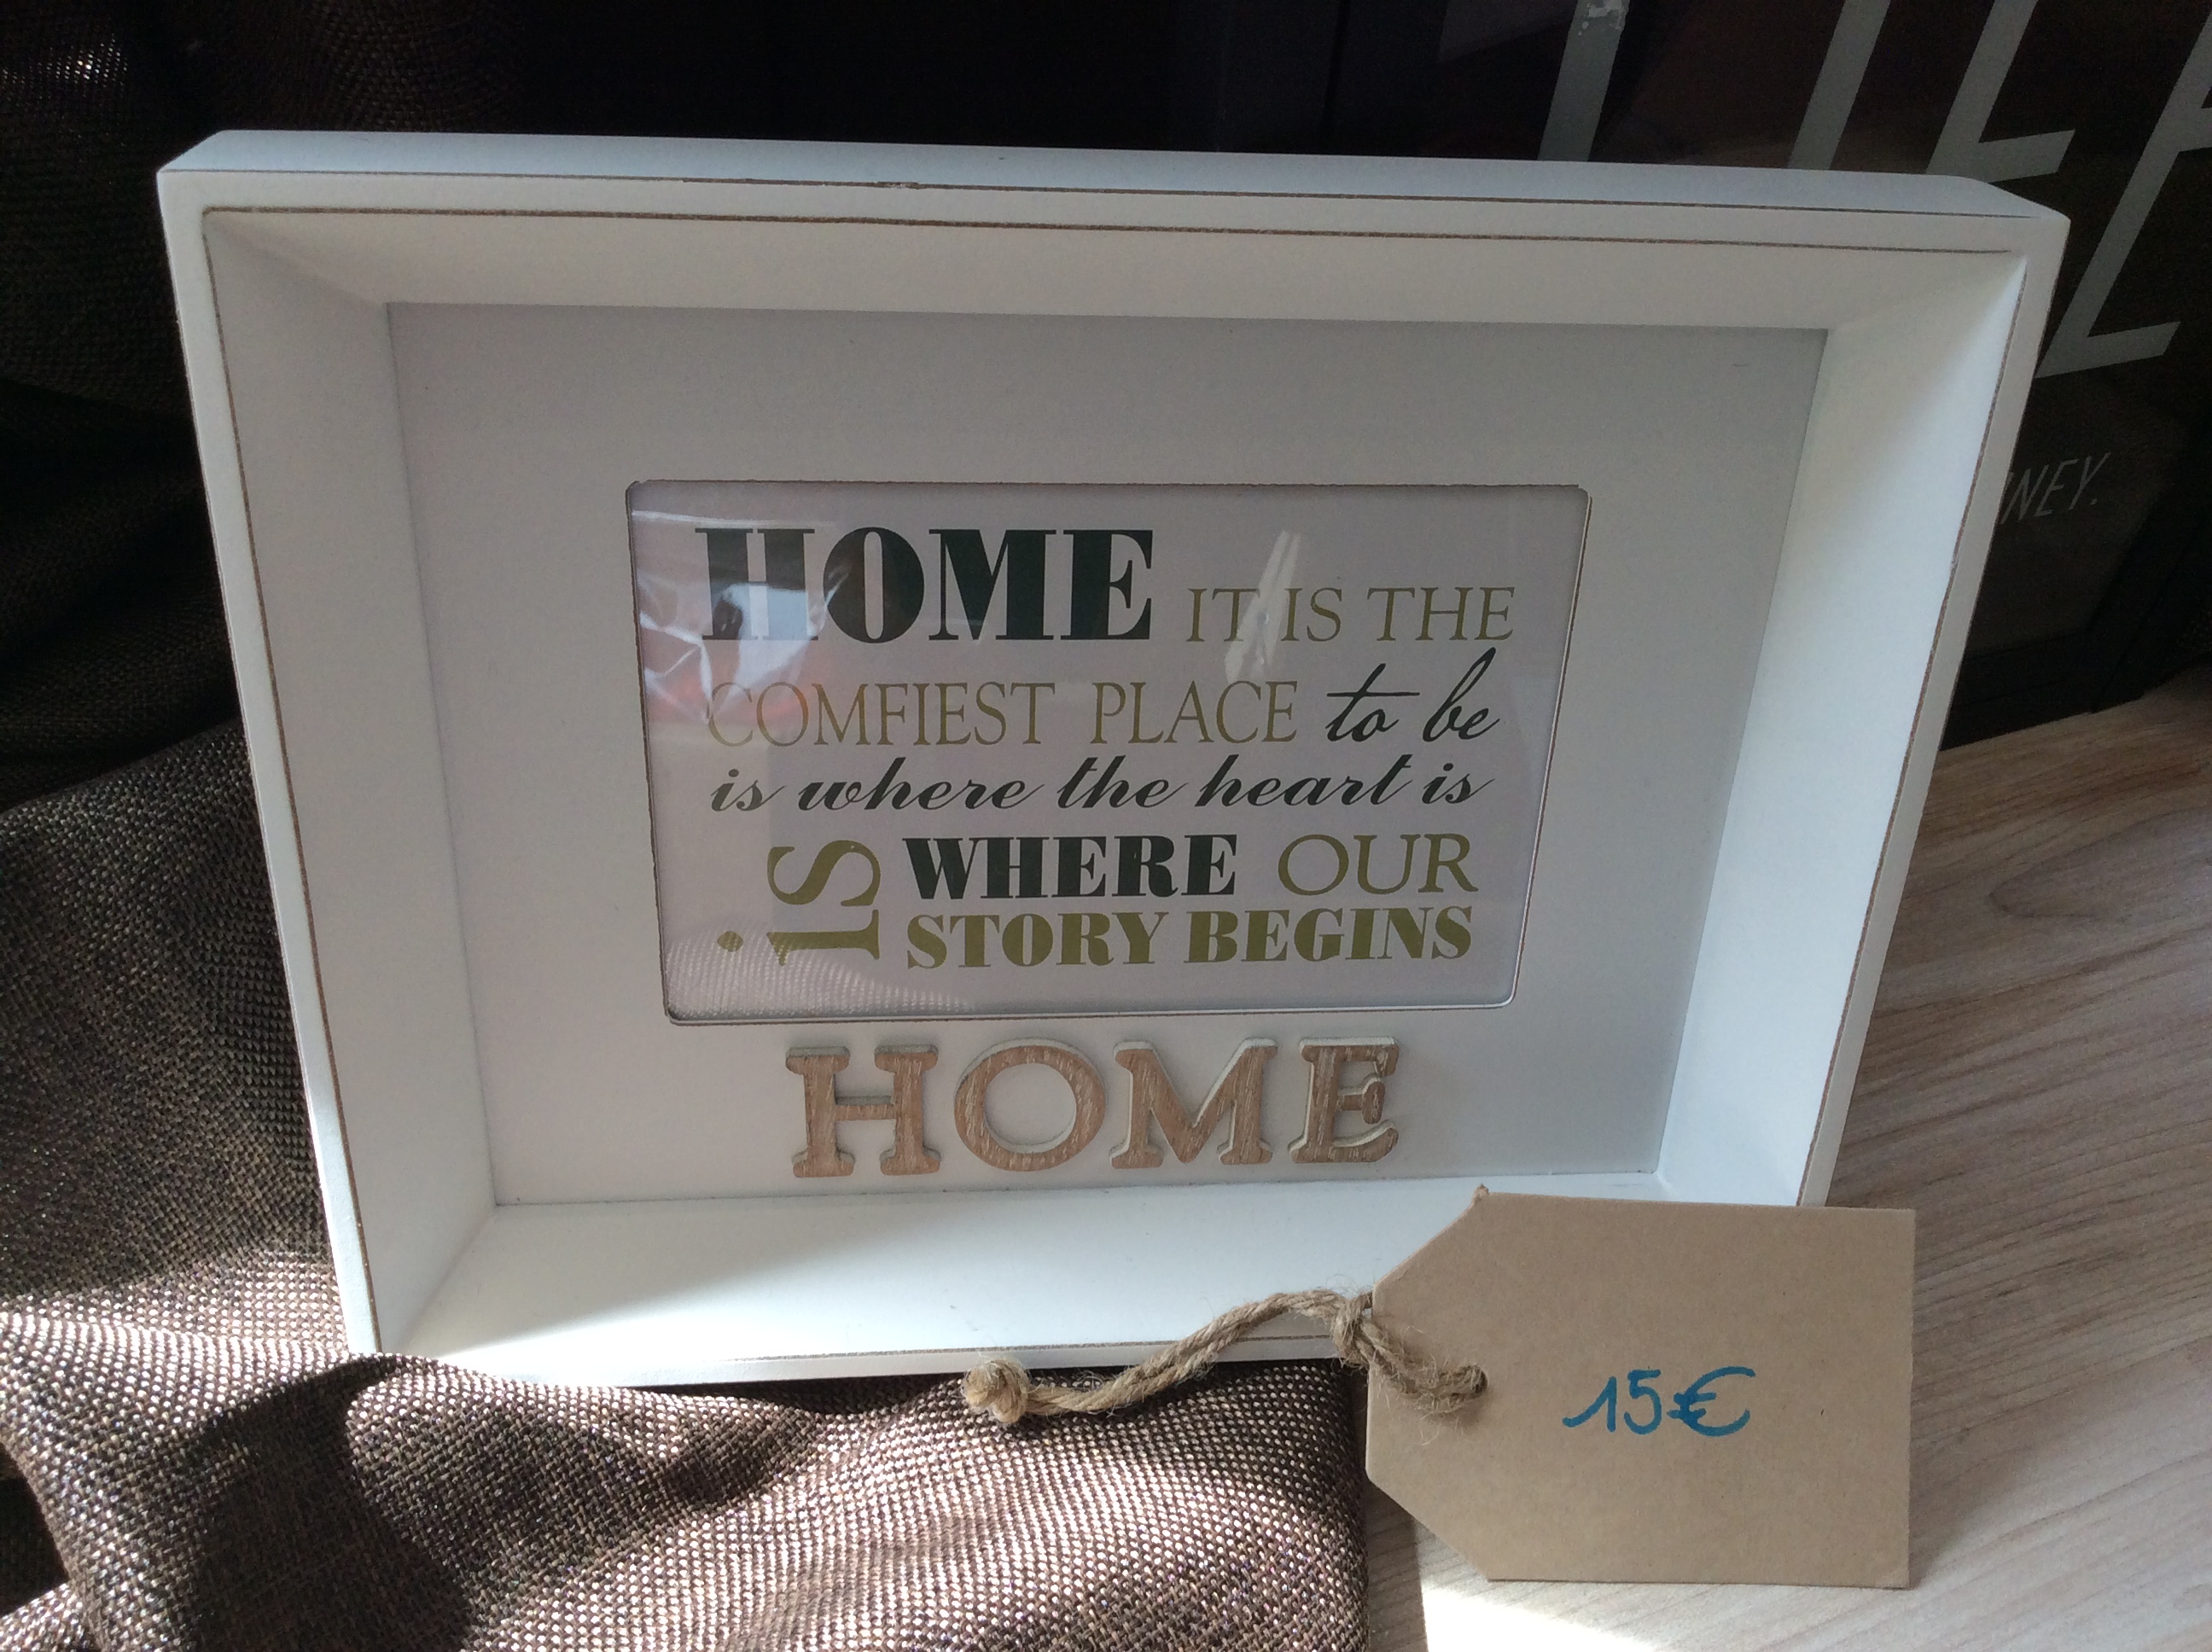 HOME IT IS THE
COMFIEST PLACE to be
is where the heart is
is WHERE OUR
STORY BEGINS
HOME
15€